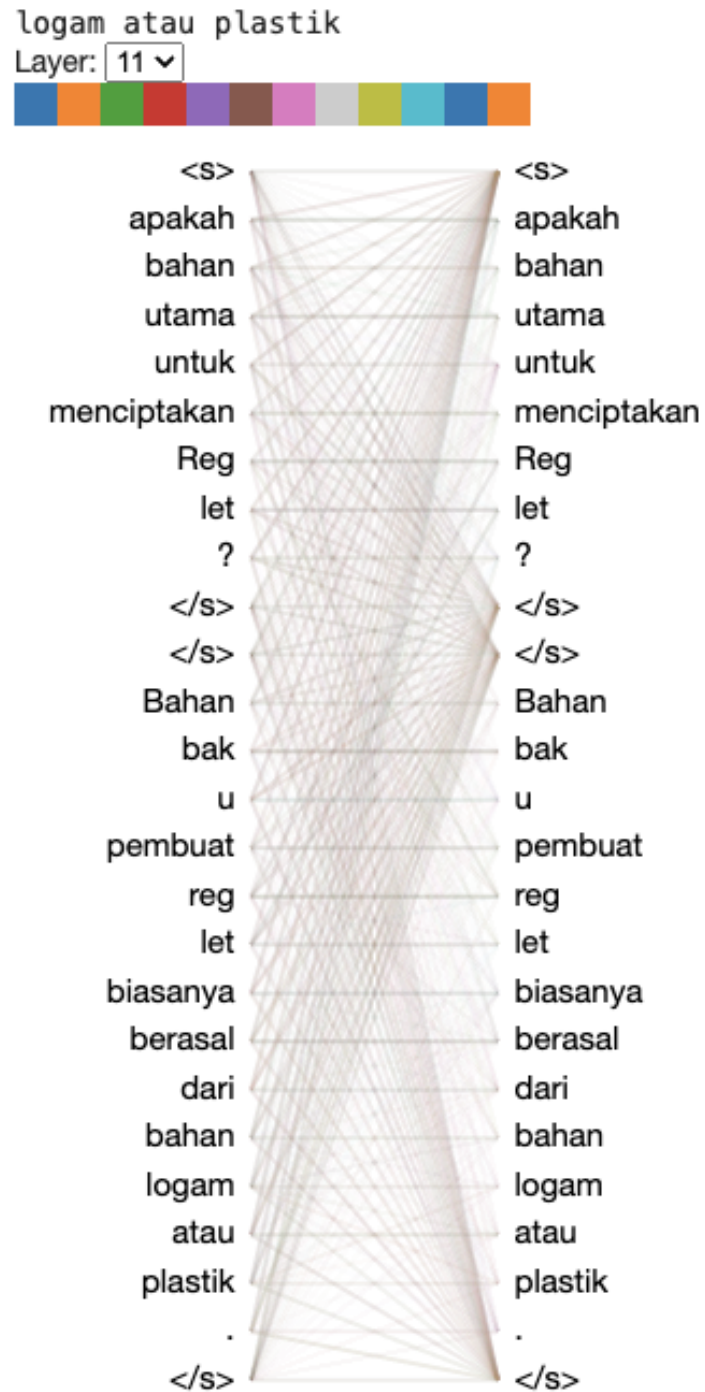 logam atau plastik
Layer: 11
<s> <s>
apakah apakah
bahan bahan
utama utama
untuk untuk
menciptakan menciptakan
Reg Reg
let let
? ?
</s> </s>
</s> </s>
Bahan Bahan
bak bak
u u
pembuat pembuat
reg reg
let let
biasanya biasanya
berasal berasal
dari dari
bahan bahan
logam logam
atau atau
plastik plastik
. .
</s> </s>